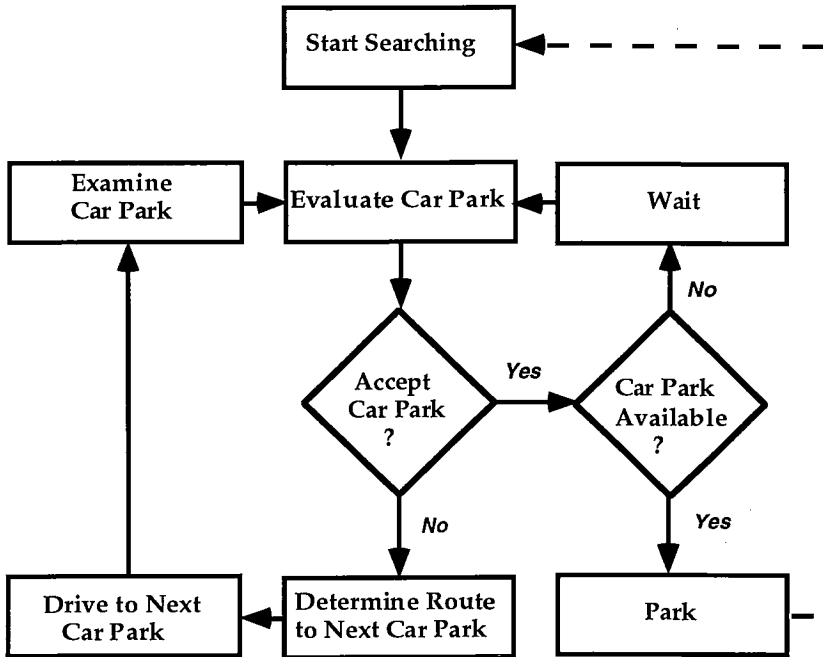 Start Searching
Examine
Car Park
Evaluate Car Park
Wait
No
Accept
Car Park
?
Yes
Car Park
Available
?
No
Yes
Drive to Next
Car Park
Determine Route
to Next Car Park
Park